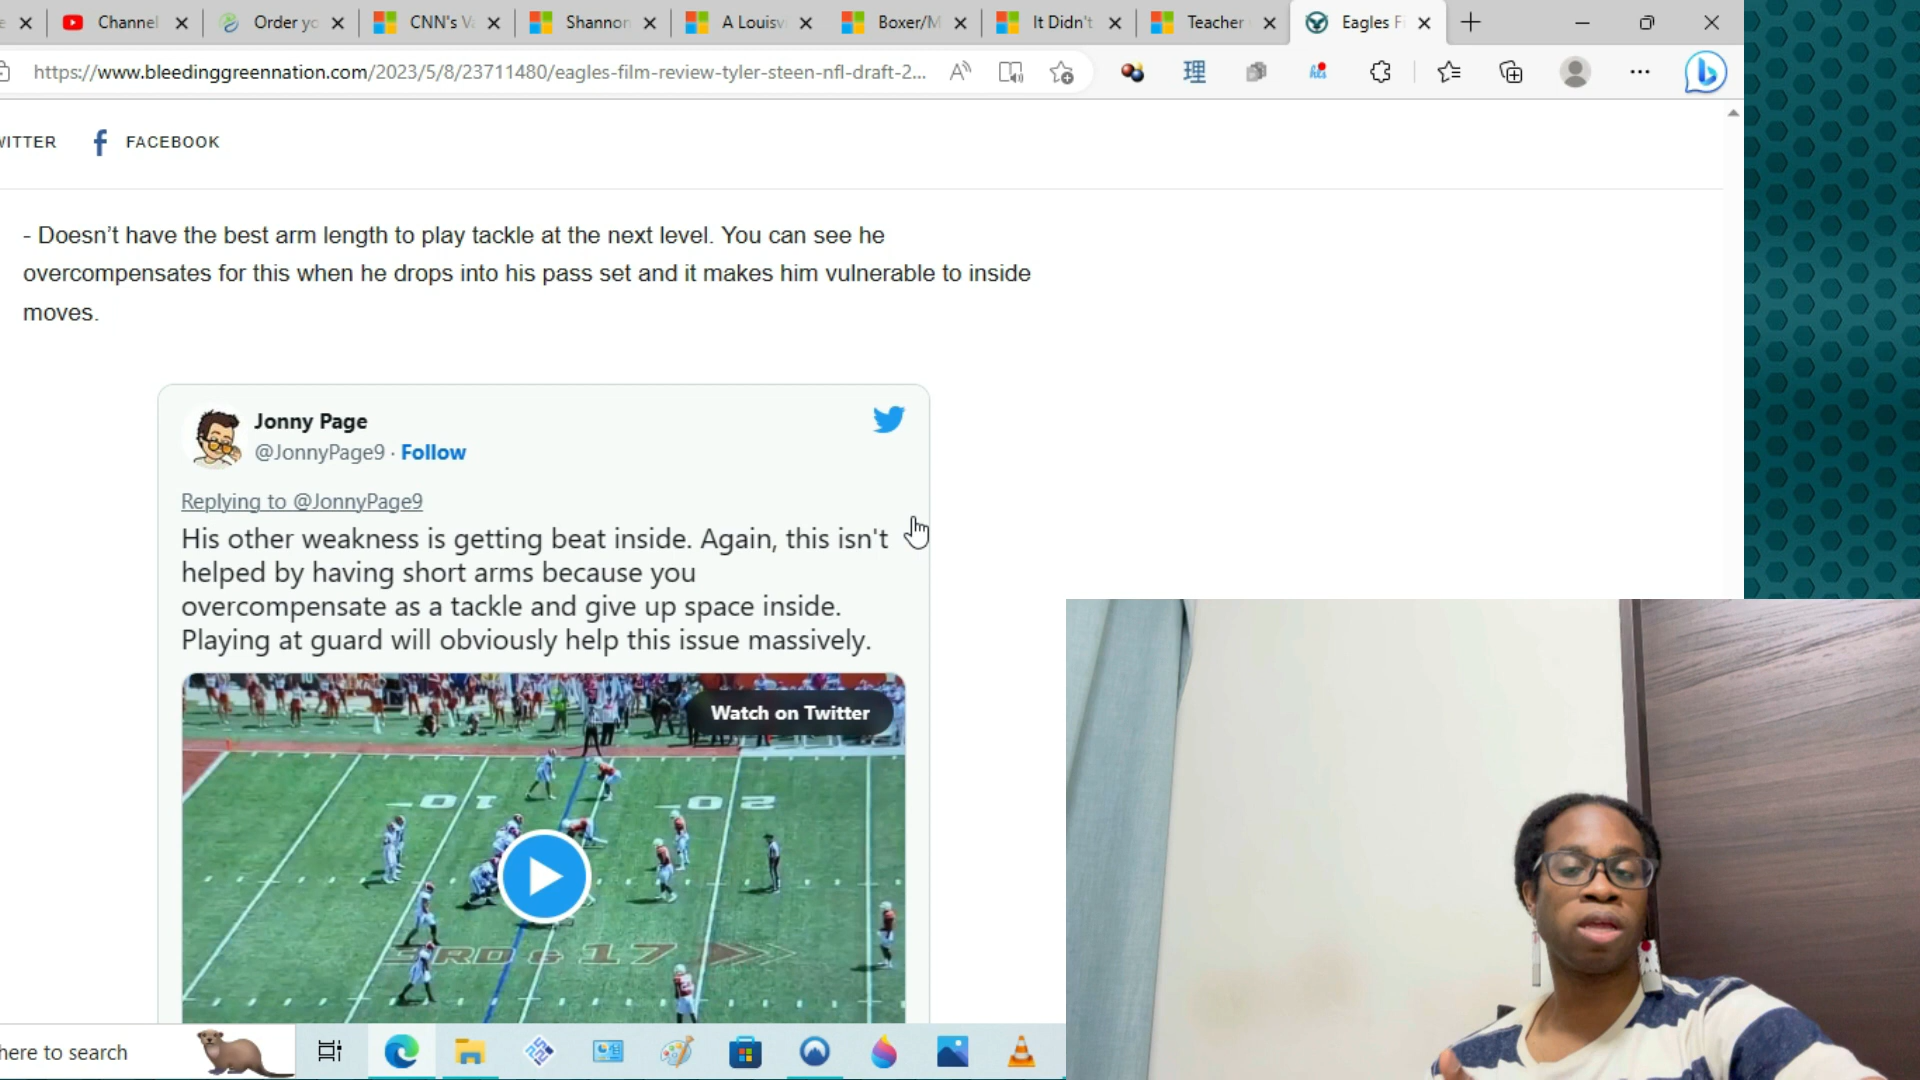 Channel
Order yo
CNN's V
Shannon
A Louisv
Boxer/M
It Didn't
Teacher
Eagles Fi
https://www.bleedinggreennation.com/2023/5/8/23711480/eagles-film-review-tyler-steen-nfl-draft-2...
WITTER
FACEBOOK
- Doesn’t have the best arm length to play tackle at the next level. You can see he
overcompensates for this when he drops into his pass set and it makes him vulnerable to inside
moves.
Jonny Page
@JonnyPage9 · Follow
Replying to @JonnyPage9
His other weakness is getting beat inside. Again, this isn't
helped by having short arms because you
overcompensate as a tackle and give up space inside.
Playing at guard will obviously help this issue massively.
Watch on Twitter
3RD & 17
here to search